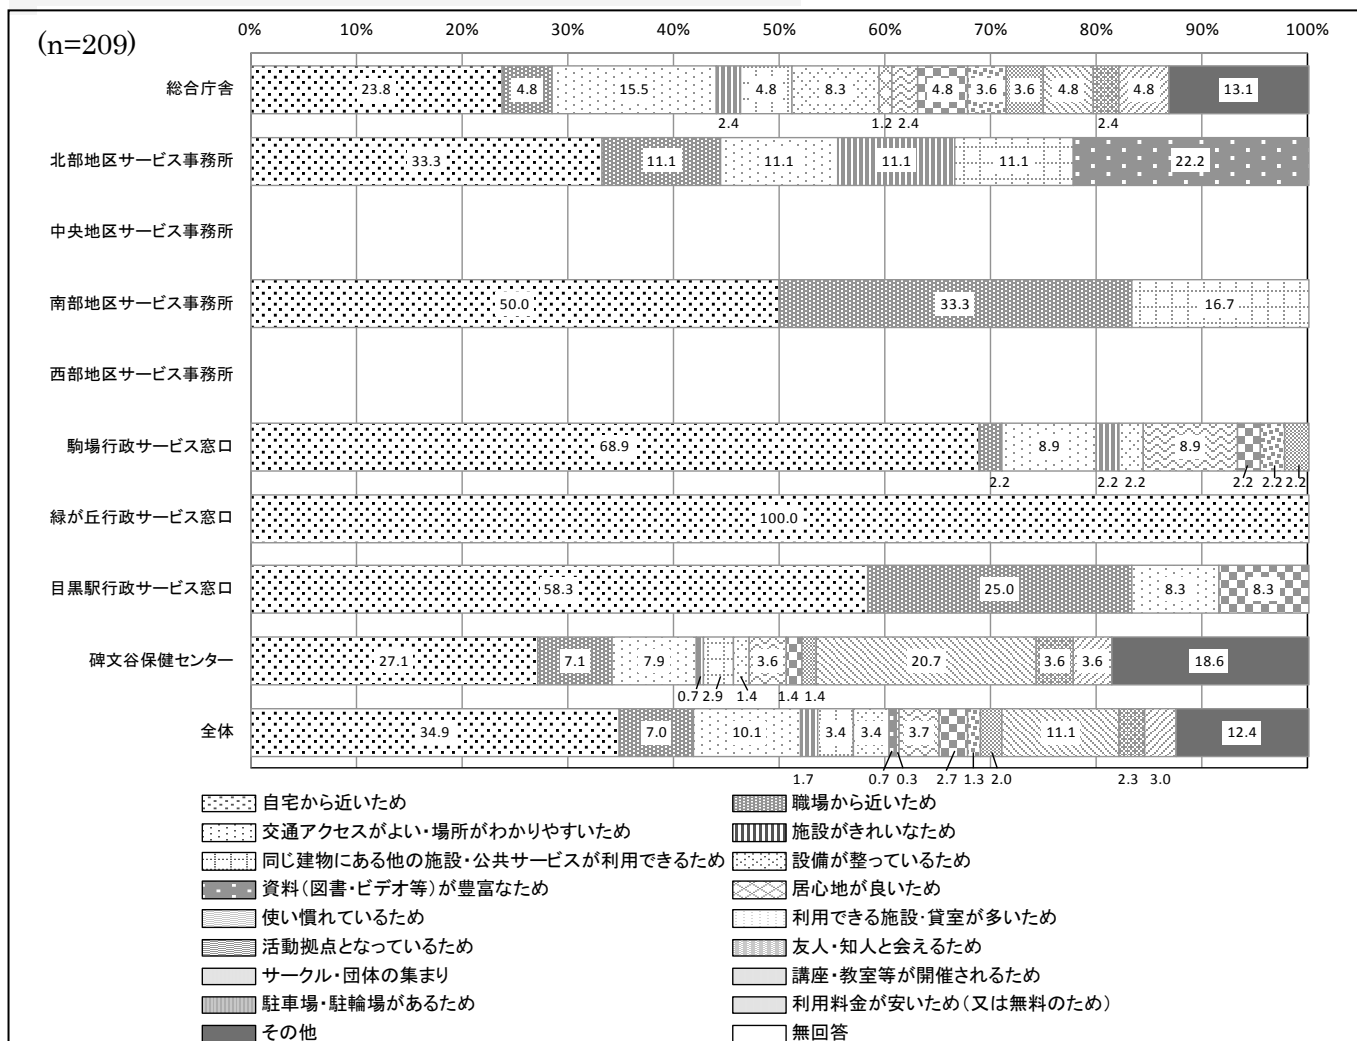 (n=209)
0% 10% 20% 30% 40% 50% 60% 70% 80% 90% 100%
総合庁舎 23.8 4.8 15.5 4.8 8.3 4.8 3.6 3.6 4.8 4.8 13.1
2.4 1.2 2.4 2.4
北部地区サービス事務所 33.3 11.1 11.1 11.1 11.1 22.2
中央地区サービス事務所
南部地区サービス事務所 50.0 33.3 16.7
西部地区サービス事務所
駒場行政サービス窓口 68.9 8.9 8.9
2.2 2.2 2.2 2.2 2.2 2.2
緑が丘行政サービス窓口 100.0
目黒駅行政サービス窓口 58.3 25.0 8.3 8.3
碑文谷保健センター 27.1 7.1 7.9 3.6 20.7 3.6 3.6 18.6
0.7 2.9 1.4 1.4 1.4
全体 34.9 7.0 10.1 3.4 3.4 3.7 11.1 12.4
1.7 0.7 0.3 2.7 1.3 2.0 2.3 3.0
自宅から近いため 職場から近いため
交通アクセスがよい・場所がわかりやすいため 施設がきれいなため
同じ建物にある他の施設・公共サービスが利用できるため 設備が整っているため
資料(図書・ビデオ等)が豊富なため 居心地が良いため
使い慣れているため 利用できる施設・貸室が多いため
活動拠点となっているため 友人・知人と会えるため
サークル・団体の集まり 講座・教室等が開催されるため
駐車場・駐輪場があるため 利用料金が安いため(又は無料のため)
その他 無回答